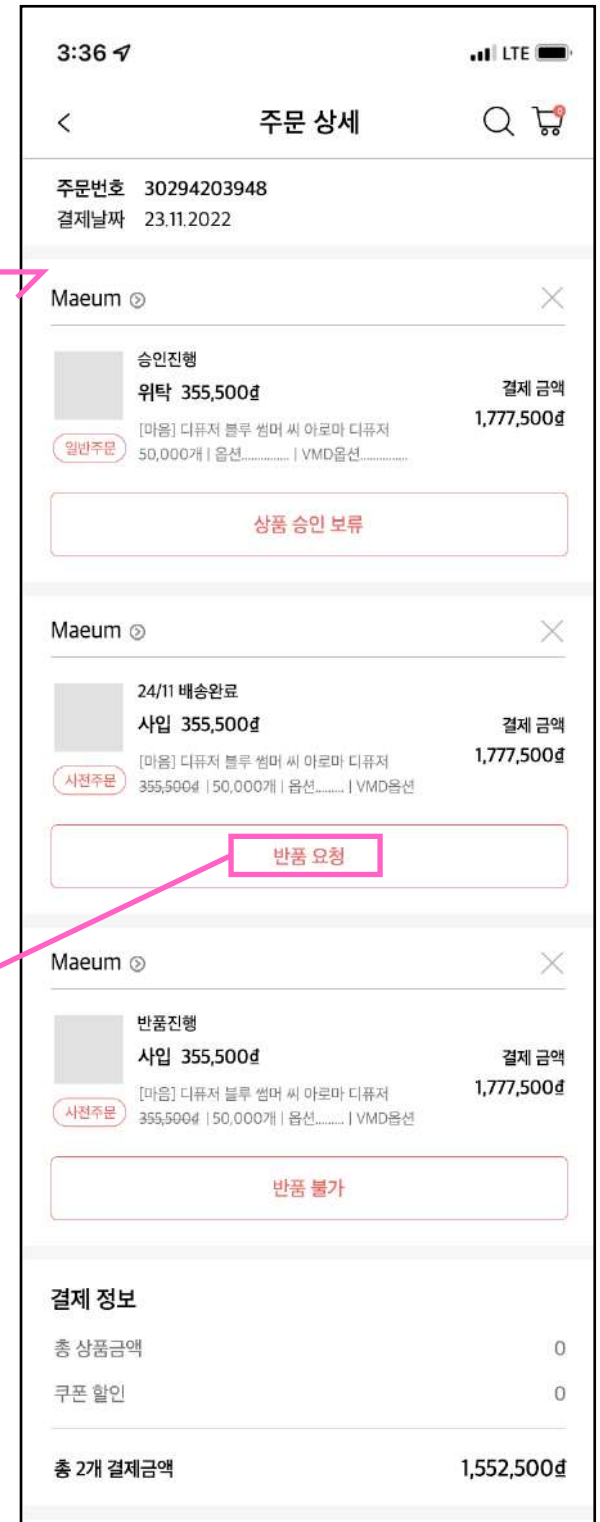 3:36
LTE
주문 상세
0
주문번호 30294203948
결제날짜 23.11.2022
Maeum
승인진행
위탁 355,500₫
결제 금액
1,777,500₫
일반주문
[마음] 디퓨저 블루 썸머 씨 아로마 디퓨저
50,000개 | 옵션.............. | VMD옵션..............
상품 승인 보류
Maeum
24/11 배송완료
사입 355,500₫
결제 금액
1,777,500₫
사전주문
[마음] 디퓨저 블루 썸머 씨 아로마 디퓨저
355,500₫ | 50,000개 | 옵션......... | VMD옵션
반품 요청
Maeum
반품진행
사입 355,500₫
결제 금액
1,777,500₫
사전주문
[마음] 디퓨저 블루 썸머 씨 아로마 디퓨저
355,500₫ | 50,000개 | 옵션......... | VMD옵션
반품 불가
결제 정보
총 상품금액 0
쿠폰 할인 0
총 2개 결제금액 1,552,500₫